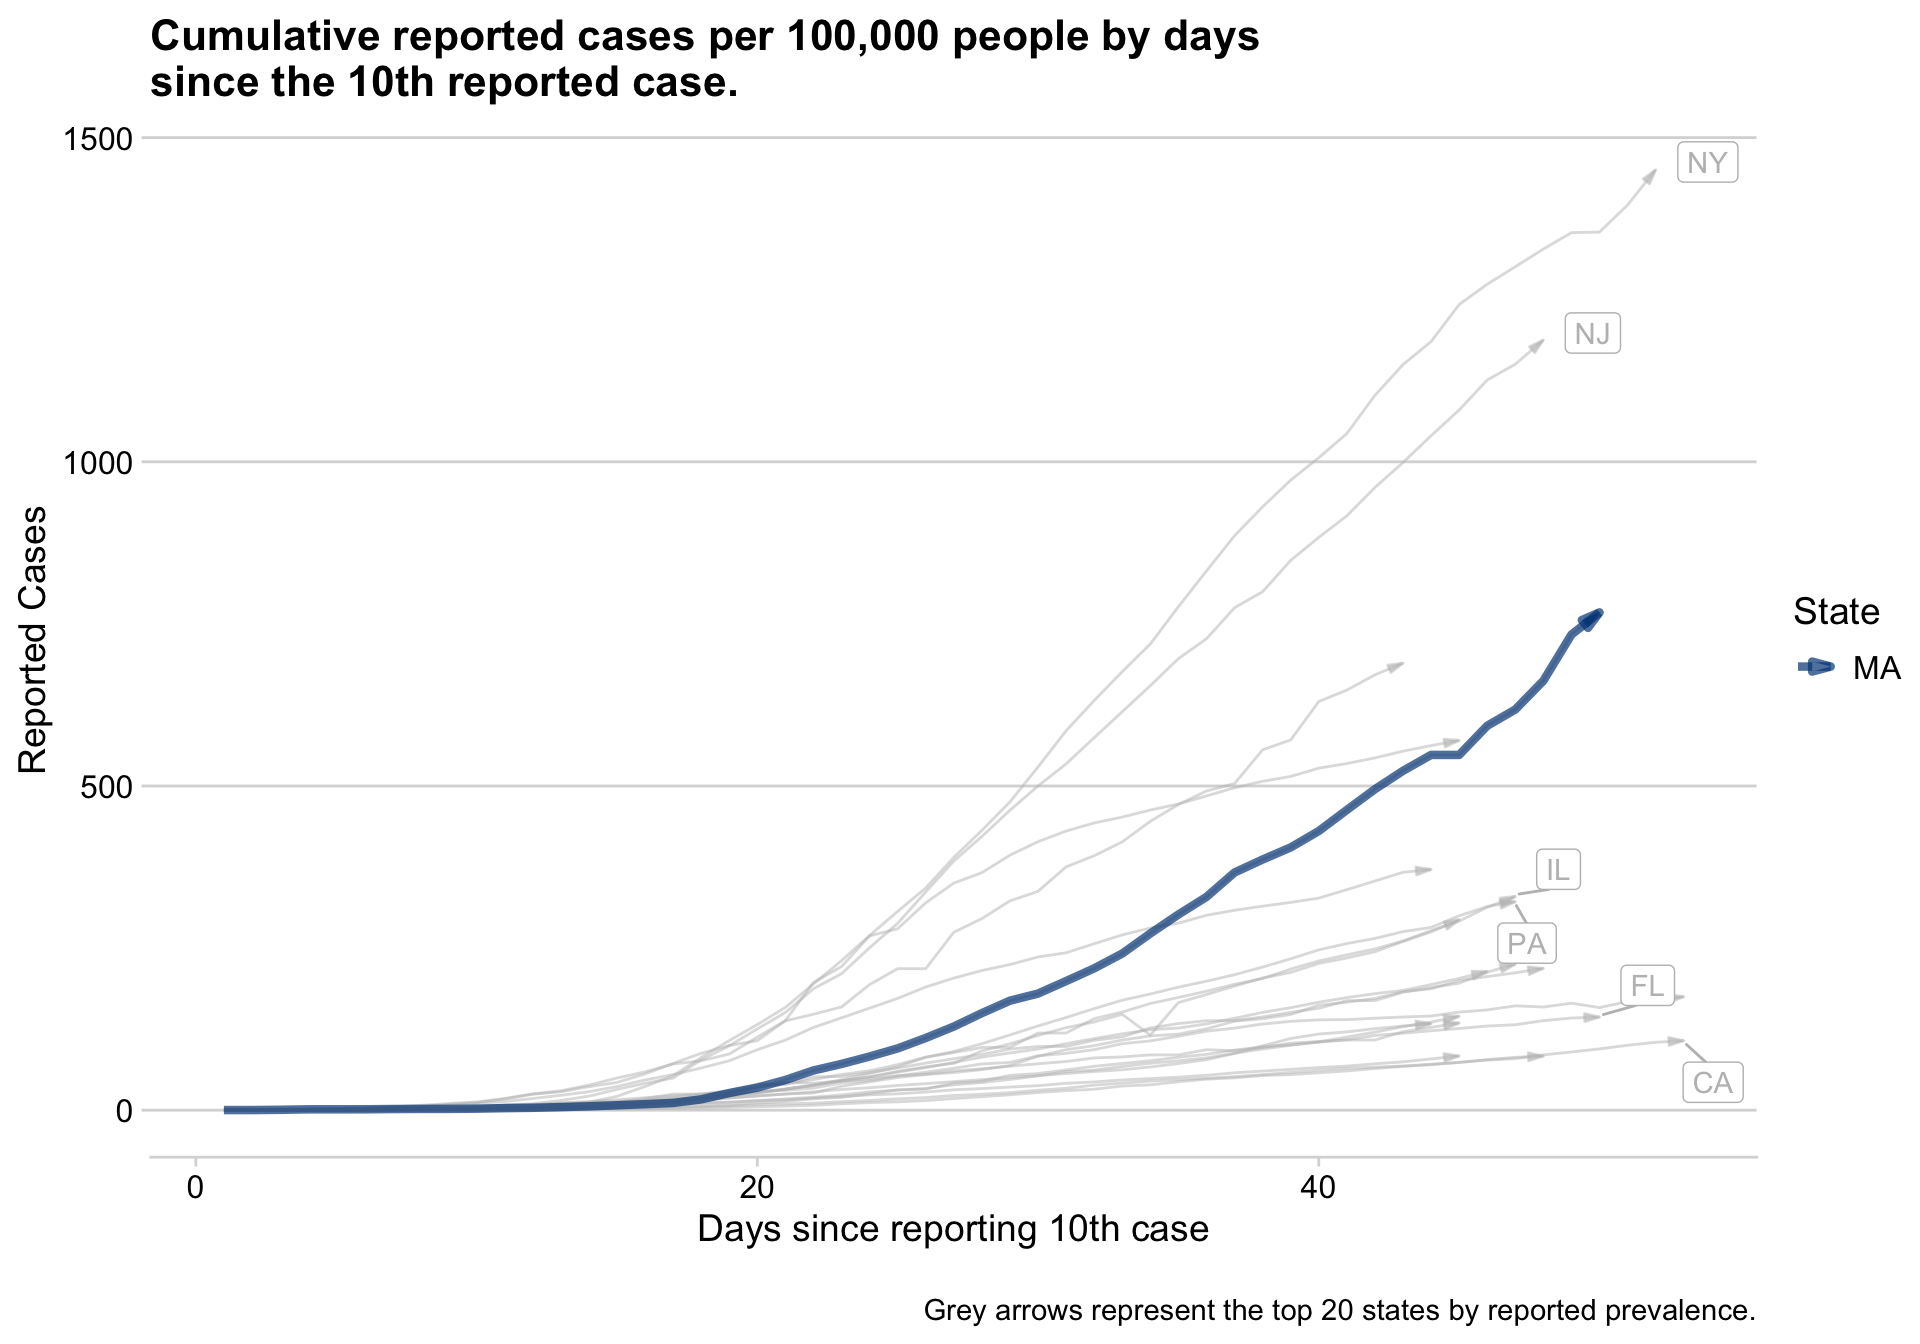 Cumulative reported cases per 100,000 people by days
since the 10th reported case.
1500
NY
NJ
1000
Reported Cases
State
MA
500
IL
PA
FL
CA
0
0 20 40
Days since reporting 10th case
Grey arrows represent the top 20 states by reported prevalence.